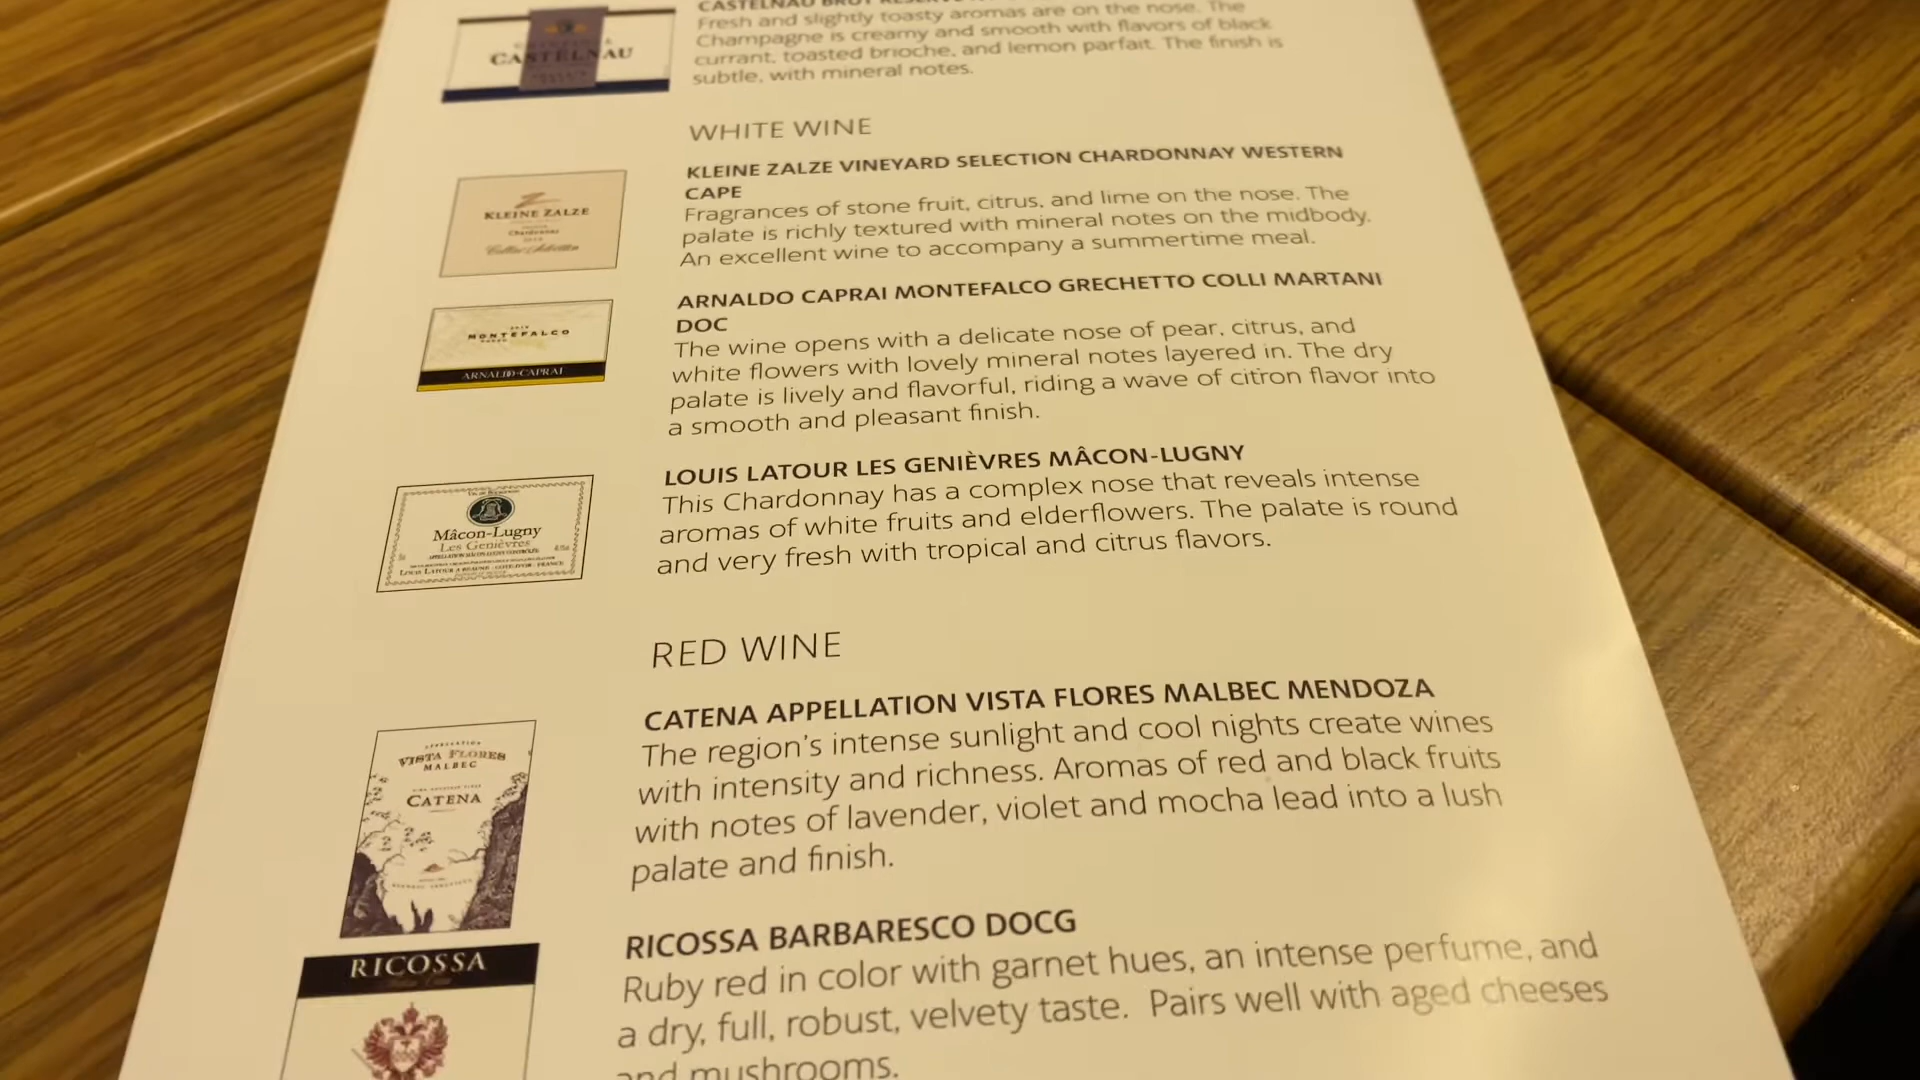 CASTELNAU BRUT
Fresh and slightly toasty aromas are on the nose. The
Champagne is creamy and smooth with flavors of black
currant, toasted brioche, and lemon parfait. The finish is
subtle, with mineral notes.
CASTELNAU
WHITE WINE
KLEINE ZALZE VINEYARD SELECTION CHARDONNAY WESTERN
CAPE
Fragrances of stone fruit, citrus, and lime on the nose. The
palate is richly textured with mineral notes on the midbody.
An excellent wine to accompany a summertime meal.
KLEINE ZALZE
Chardonnay
ARNALDO CAPRAI MONTEFALCO GRECHETTO COLLI MARTANI
DOC
The wine opens with a delicate nose of pear, citrus, and
white flowers with lovely mineral notes layered in. The dry
palate is lively and flavorful, riding a wave of citron flavor into
a smooth and pleasant finish.
MONTEFALCO
ARNALDO-CAPRAI
LOUIS LATOUR LES GENIÈVRES MÂCON-LUGNY
This Chardonnay has a complex nose that reveals intense
aromas of white fruits and elderflowers. The palate is round
and very fresh with tropical and citrus flavors.
Mâcon-Lugny
Les Genièvres
RED WINE
CATENA APPELLATION VISTA FLORES MALBEC MENDOZA
The region's intense sunlight and cool nights create wines
with intensity and richness. Aromas of red and black fruits
with notes of lavender, violet and mocha lead into a lush
palate and finish.
APPELLATION
VISTA FLORES
MALBEC
CATENA
RICOSSA BARBARESCO DOCG
Ruby red in color with garnet hues, an intense perfume, and
a dry, full, robust, velvety taste. Pairs well with aged cheeses
and mushrooms.
RICOSSA